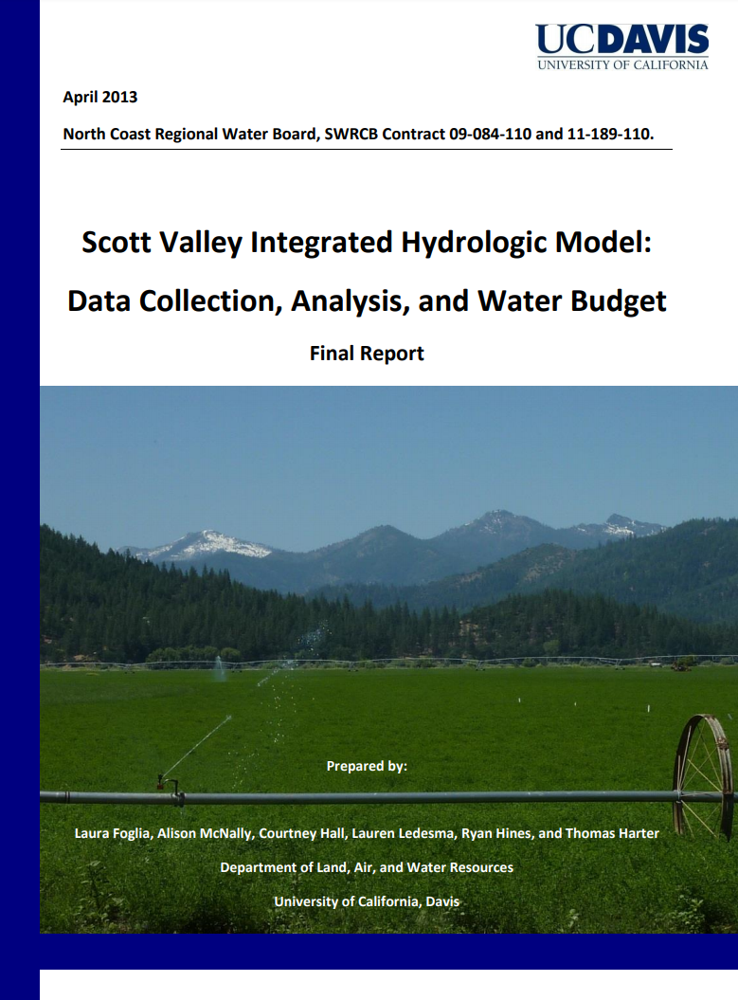 UCDAVIS
UNIVERSITY OF CALIFORNIA
April 2013
North Coast Regional Water Board, SWRCB Contract 09-084-110 and 11-189-110.
Scott Valley Integrated Hydrologic Model:
Data Collection, Analysis, and Water Budget
Final Report
Prepared by:
Laura Foglia, Alison McNally, Courtney Hall, Lauren Ledesma, Ryan Hines, and Thomas Harter
Department of Land, Air, and Water Resources
University of California, Davis